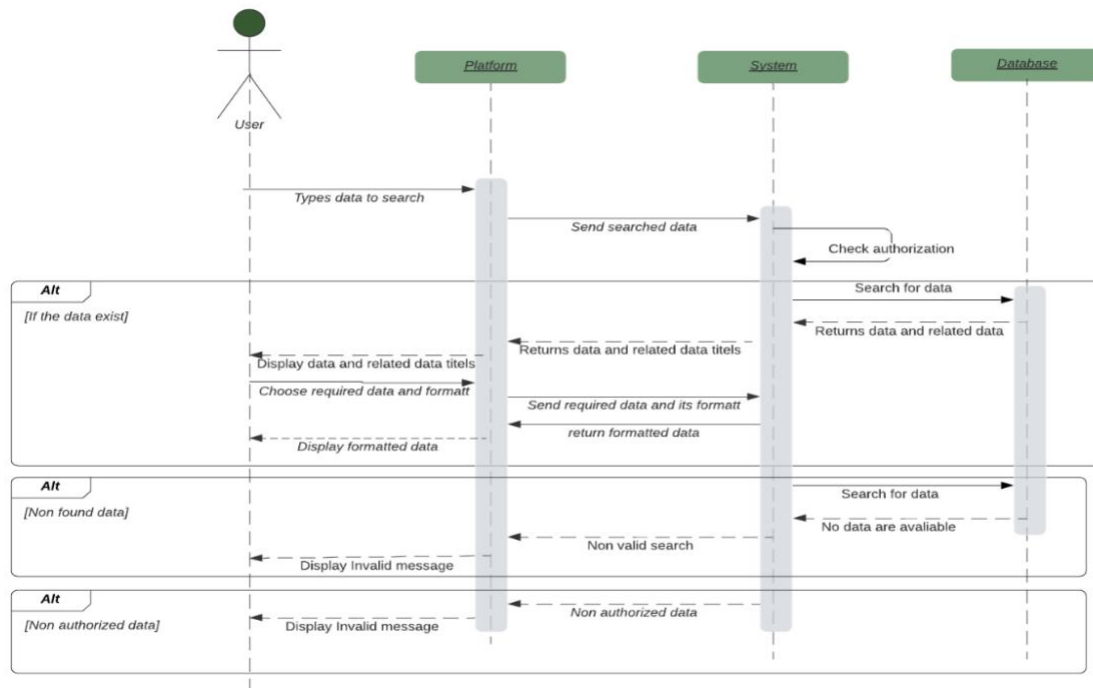 Platform
System
Database
User
Types data to search
Send searched data
Check authorization
Alt
[If the data exist]
Search for data
Returns data and related data
Returns data and related data titels
Display data and related data titels
Choose required data and formatt
Send required data and its formatt
return formatted data
Display formatted data
Alt
[Non found data]
Search for data
No data are avaliable
Non valid search
Display Invalid message
Alt
[Non authorized data]
Non authorized data
Display Invalid message